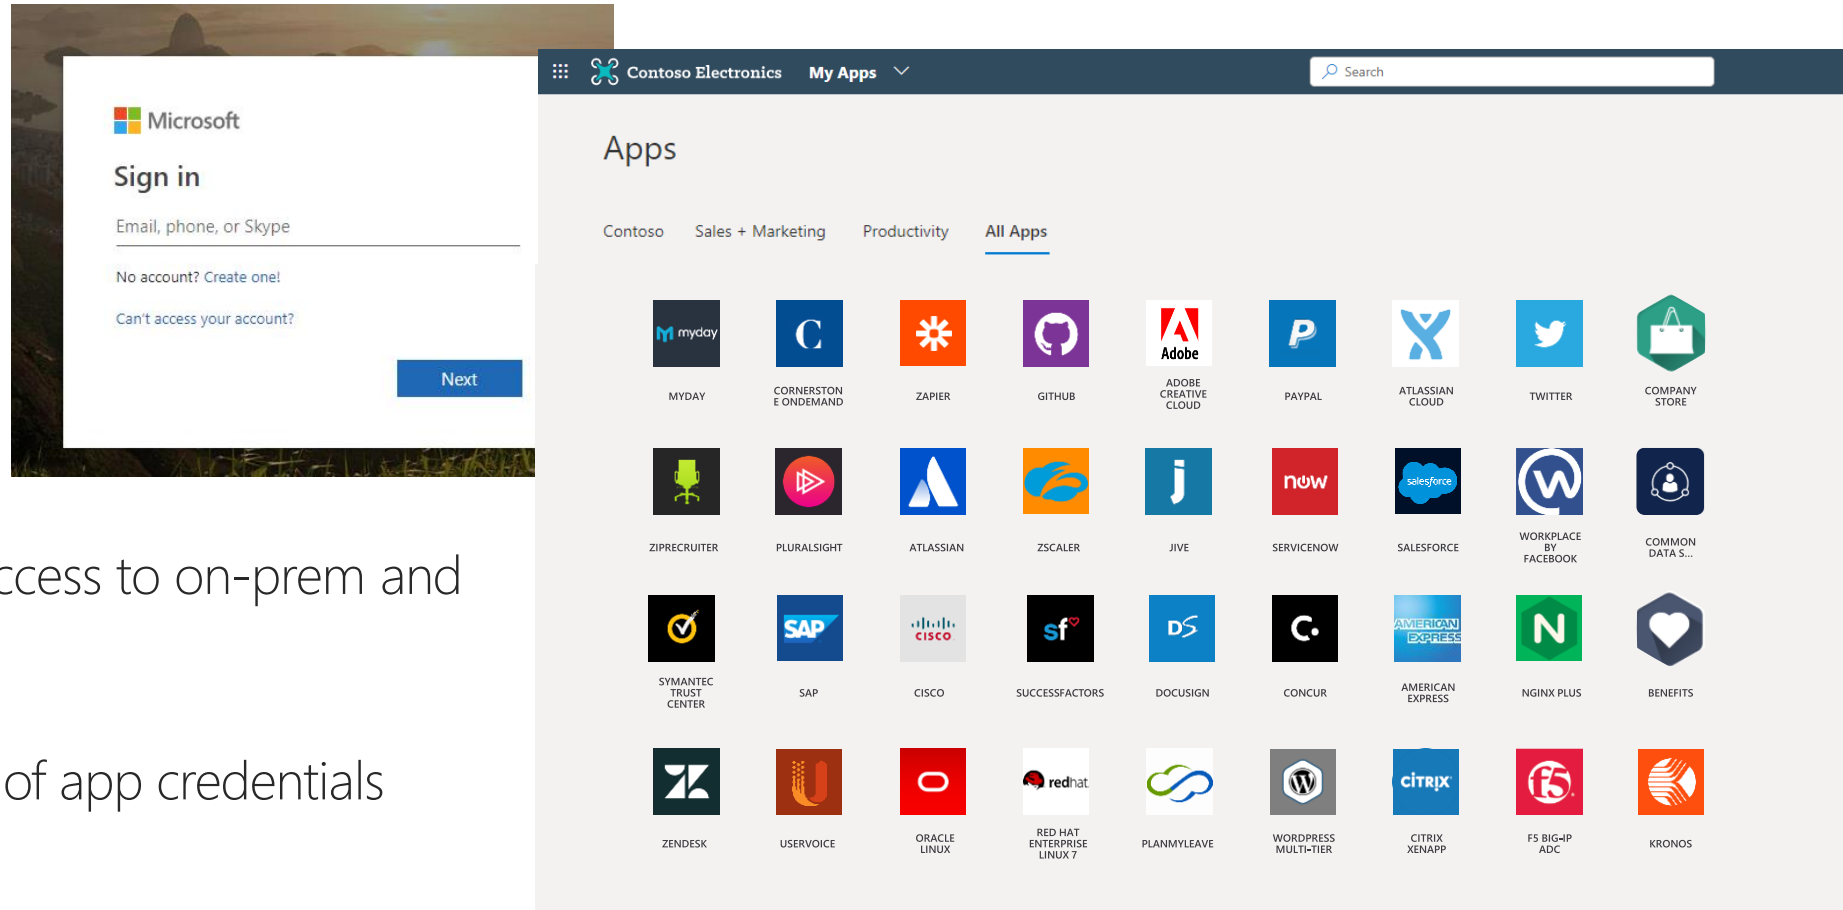 Microsoft
Sign in
Email, phone, or Skype
No account? Create one!
Can't access your account?
Next
access to on-prem and
of app credentials
Contoso Electronics My Apps
Search
Apps
Contoso Sales + Marketing Productivity All Apps
myday
C
Adobe
P
MYDAY
CORNERSTON
E ONDEMAND
ZAPIER
GITHUB
ADOBE
CREATIVE
CLOUD
PAYPAL
ATLASSIAN
CLOUD
TWITTER
COMPANY
STORE
j
now
salesforce
W
ZIPRECRUITER
PLURALSIGHT
ATLASSIAN
ZSCALER
JIVE
SERVICENOW
SALESFORCE
WORKPLACE
BY
FACEBOOK
COMMON
DATA S...
SAP
CISCO
sf
DS
C.
AMERICAN
EXPRESS
N
SYMANTEC
TRUST
CENTER
SAP
CISCO
SUCCESSFACTORS
DOCUSIGN
CONCUR
AMERICAN
EXPRESS
NGINX PLUS
BENEFITS
U
redhat
W
CİTRIX
f5
ZENDESK
USERVOICE
ORACLE
LINUX
RED HAT
ENTERPRISE
LINUX 7
PLANMYLEAVE
WORDPRESS
MULTI-TIER
CITRIX
XENAPP
F5 BIG-IP
ADC
KRONOS